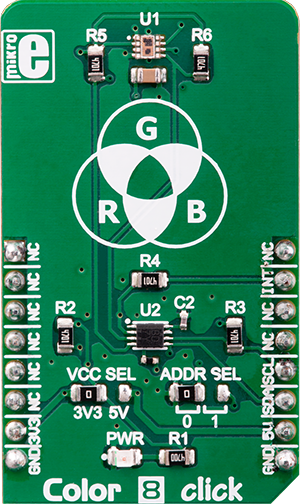 mikro
e
U1
R5
R6
G
R
B
R4
R2
U2
C2
R3
NC
NC
NC
NC
NC
NC
3V3
GND
NC
INT
NC
NC
NC
SCL
SDA
5V
GND
VCC SEL
ADDR SEL
3V3
5V
0
1
PWR
R1
Color 8 click